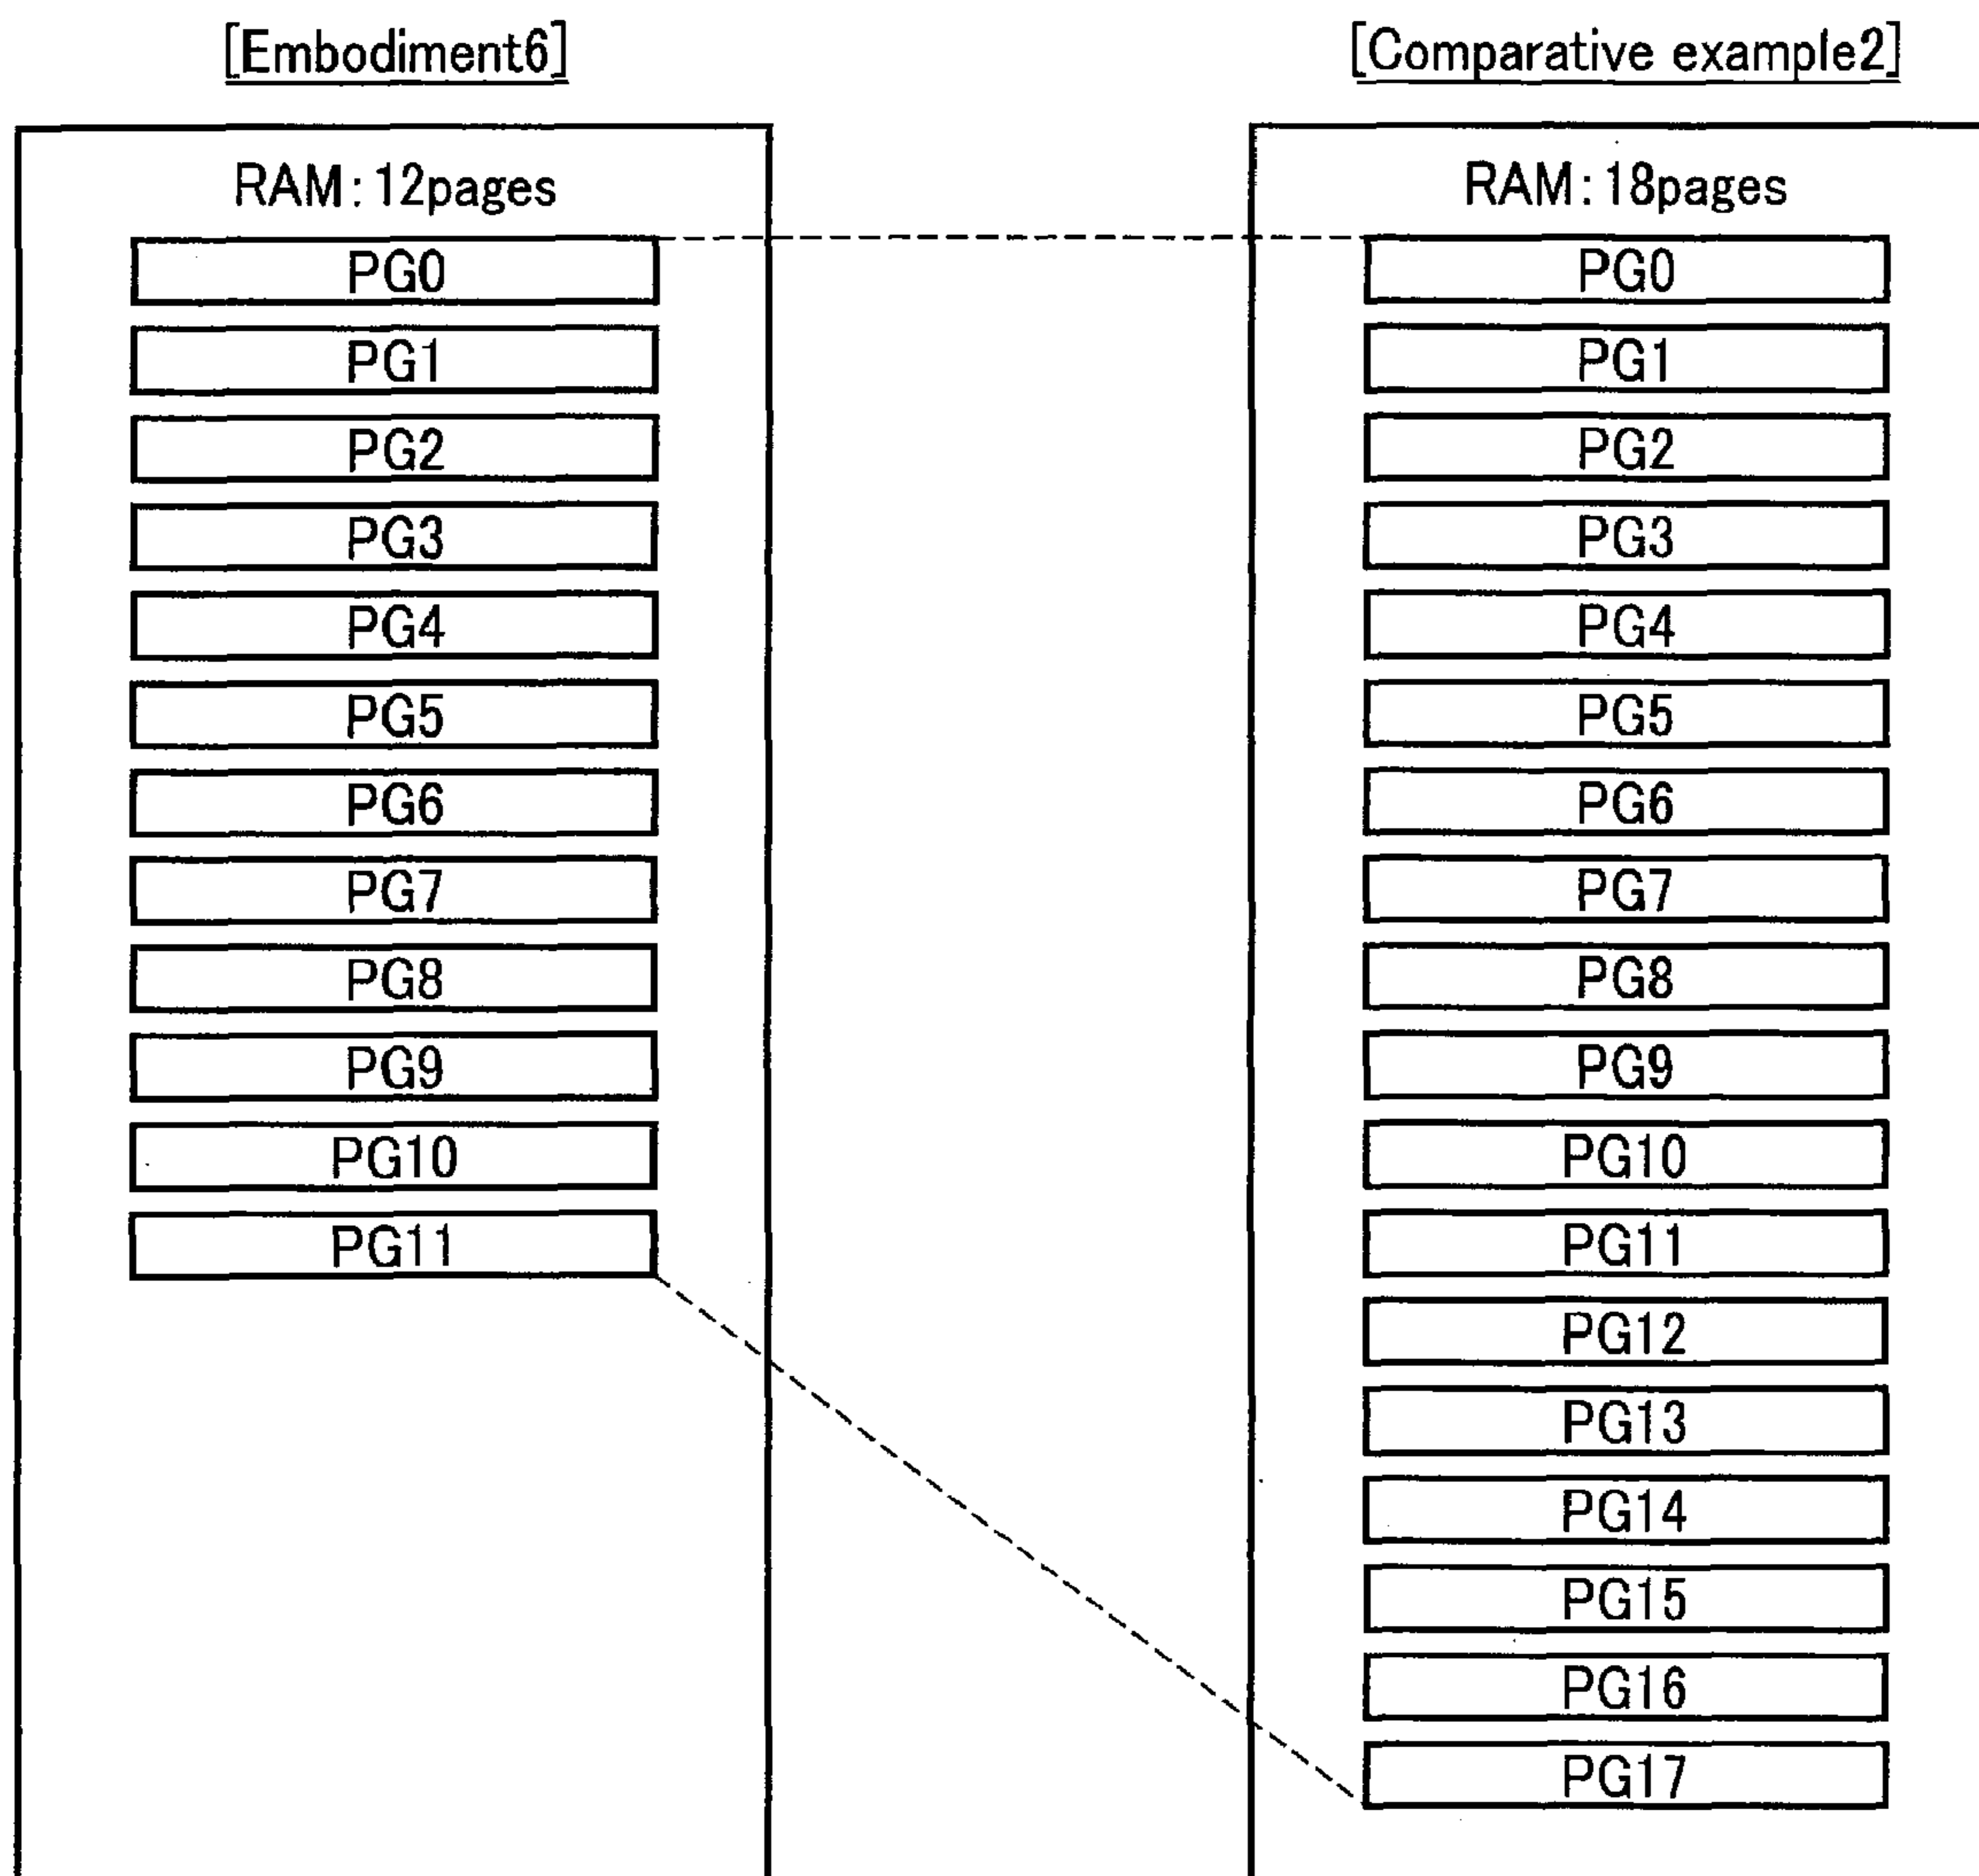 [Embodiment6]
RAM:12pages
PG0
PG1
PG2
PG3
PG4
PG5
PG6
PG7
PG8
PG9
PG10
PG11
[Comparative example2]
RAM:18pages
PG0
PG1
PG2
PG3
PG4
PG5
PG6
PG7
PG8
PG9
PG10
PG11
PG12
PG13
PG14
PG15
PG16
PG17